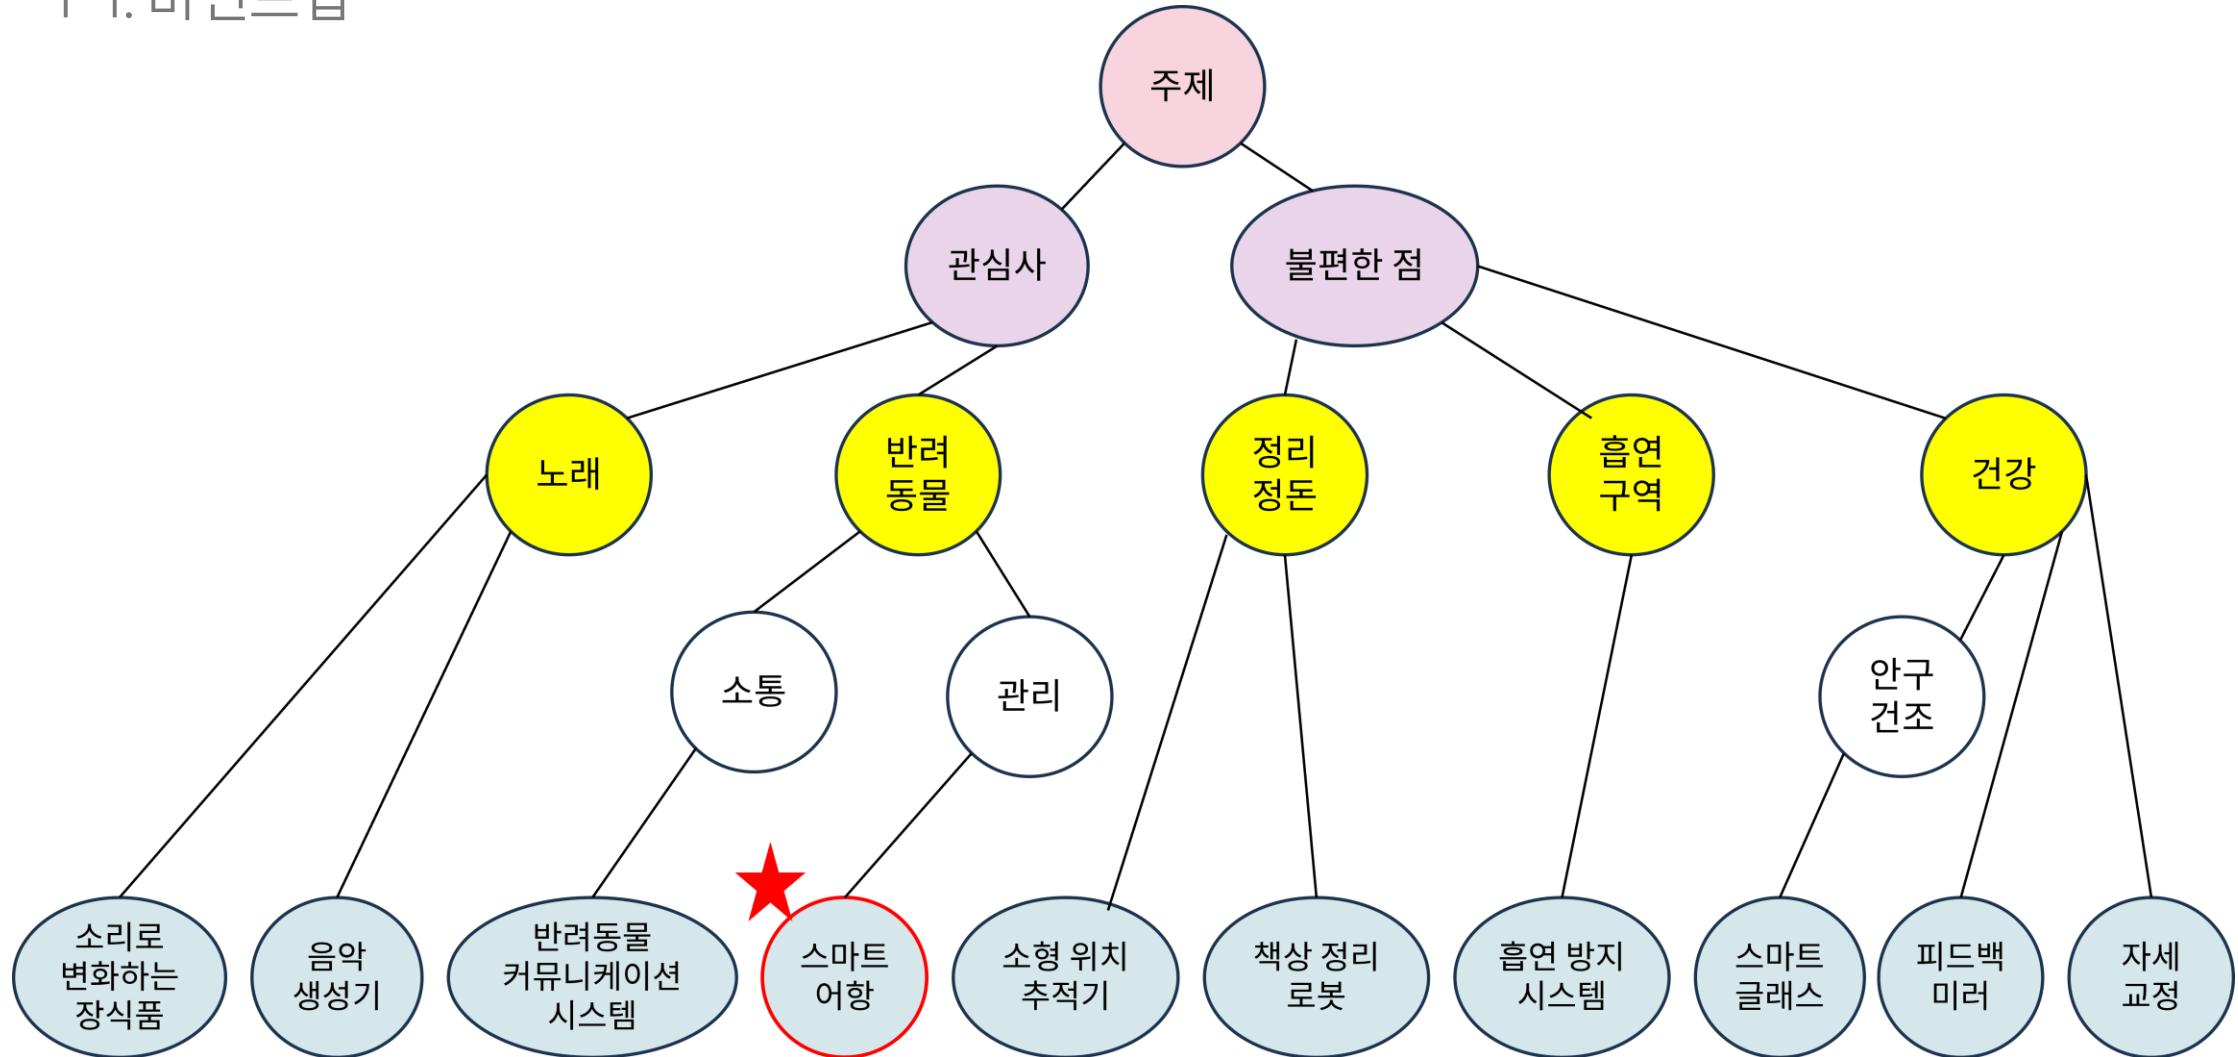 마인드맵
주제
관심사
불편한 점
노래
반려
동물
정리
정돈
흡연
구역
건강
소통
관리
안구
건조
소리로
변화하는
장식품
음악
생성기
반려동물
커뮤니케이션
시스템
스마트
어항
소형 위치
추적기
책상 정리
로봇
흡연 방지
시스템
스마트
글래스
피드백
미러
자세
교정